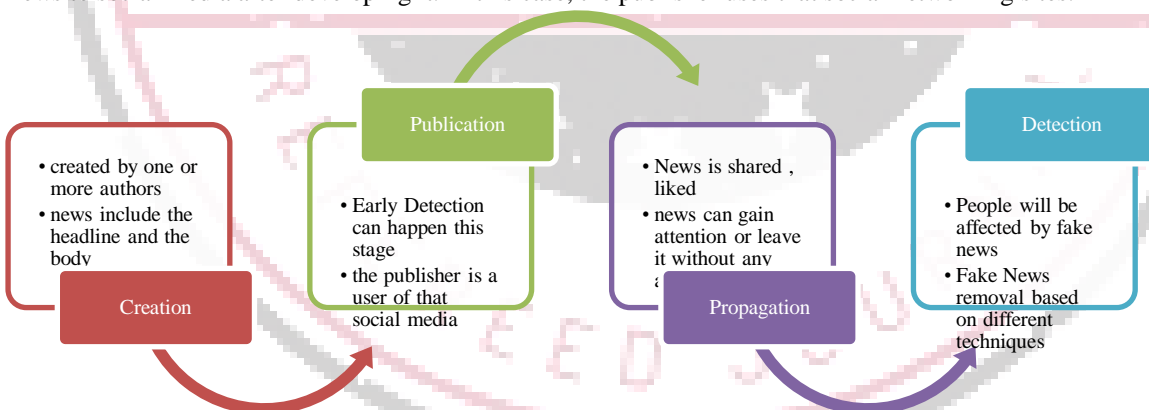 Creation
• created by one or
more authors
• news include the
headline and the
body
Publication
• Early Detection
can happen this
stage
• the publisher is a
user of that
social media
Propagation
• News is shared ,
liked
• news can gain
attention or leave
it without any
Detection
• People will be
affected by fake
news
• Fake News
removal based
on different
techniques